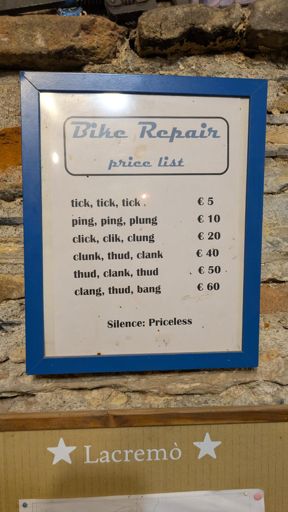 Bike Repair
price list
tick, tick, tick € 5
ping, ping, plung € 10
click, clik, clung € 20
clunk, thud, clank € 40
thud, clank, thud € 50
clang, thud, bang € 60
Silence: Priceless
Lacremò